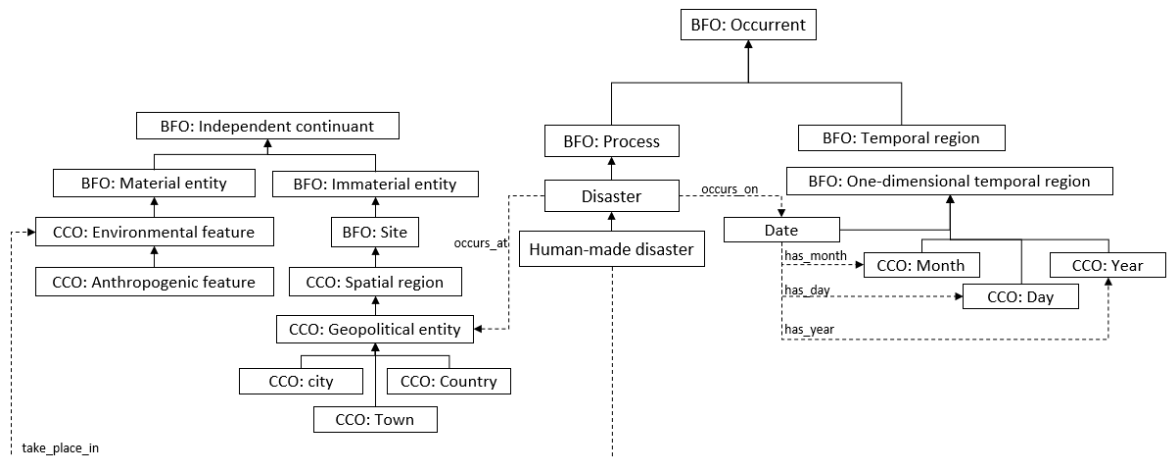 BFO: Occurrent
BFO: Independent continuant
BFO: Process
BFO: Temporal region
BFO: Material entity
BFO: Immaterial entity
Disaster
occurs_on
BFO: One-dimensional temporal region
CCO: Environmental feature
BFO: Site
occurs_at
Human-made disaster
Date
has_month
CCO: Month
CCO: Year
CCO: Anthropogenic feature
CCO: Spatial region
has_day
CCO: Day
CCO: Geopolitical entity
has_year
CCO: city
CCO: Country
CCO: Town
take_place_in